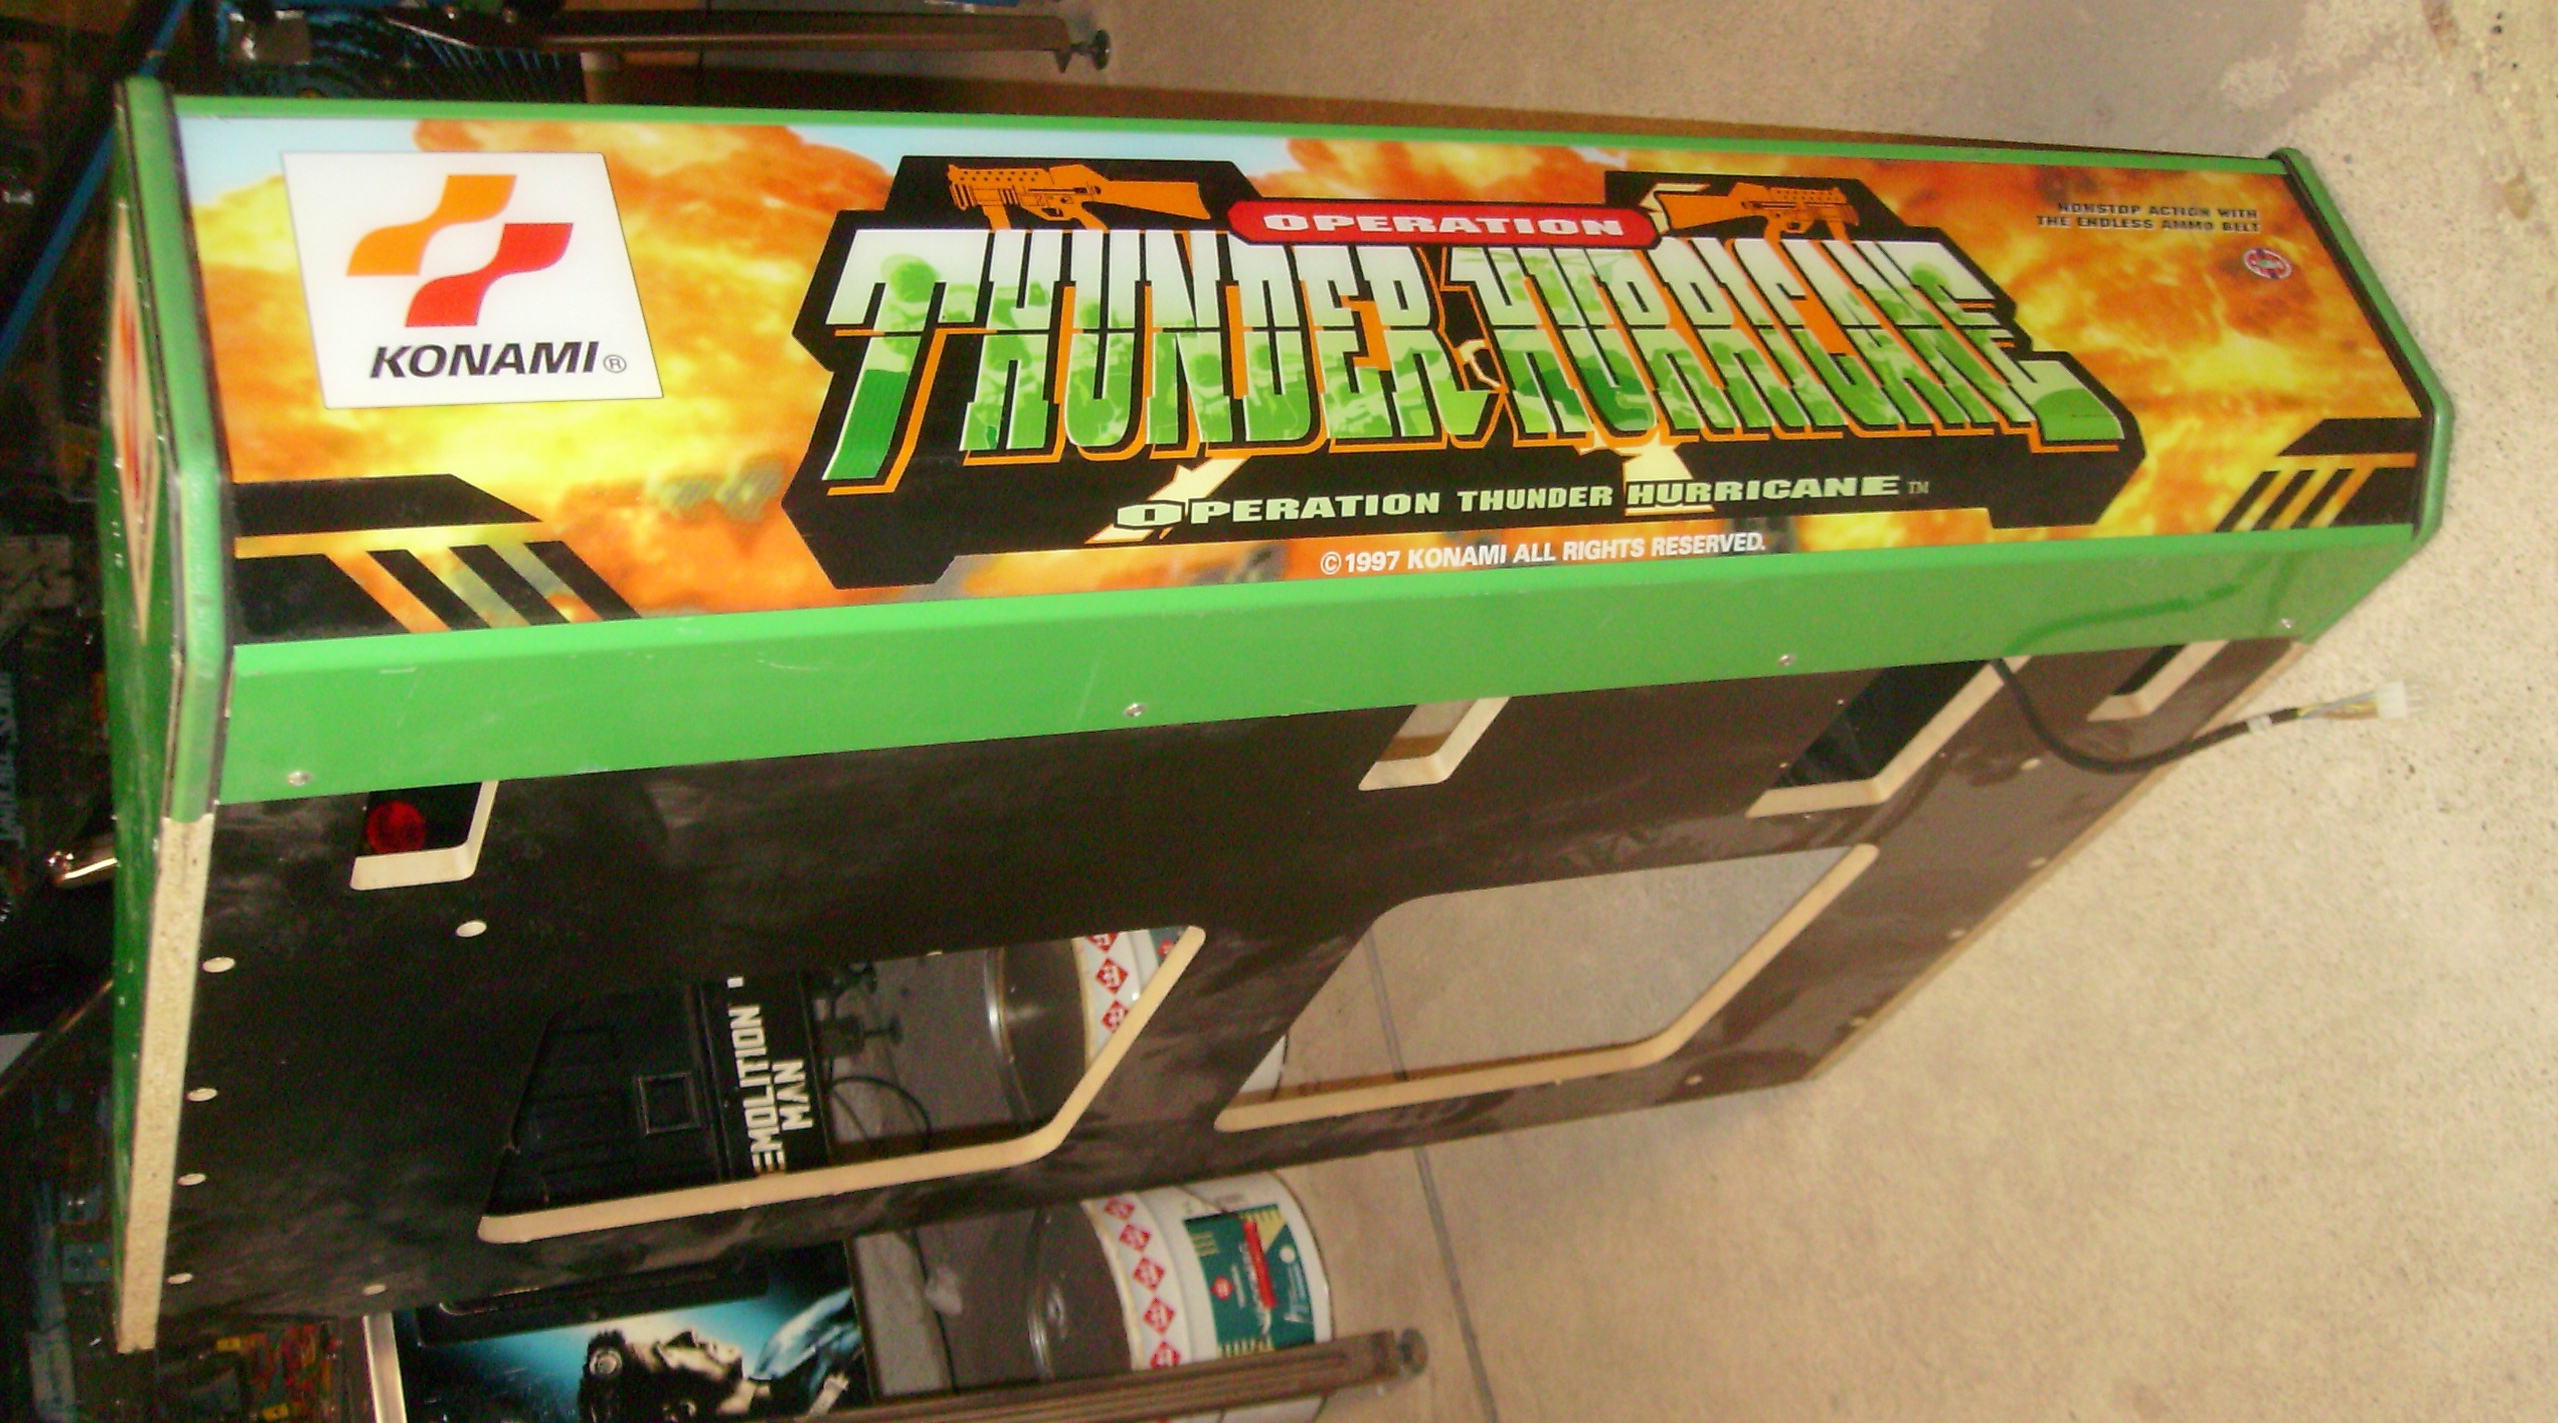 KONAMI®
OPERATION
THUNDER HURRICANE
OPERATION THUNDER HURRICANE™
©1997 KONAMI ALL RIGHTS RESERVED.
NONSTOP ACTION WITH
THE ENDLESS AMMO BELT
EMOLITION
MAN